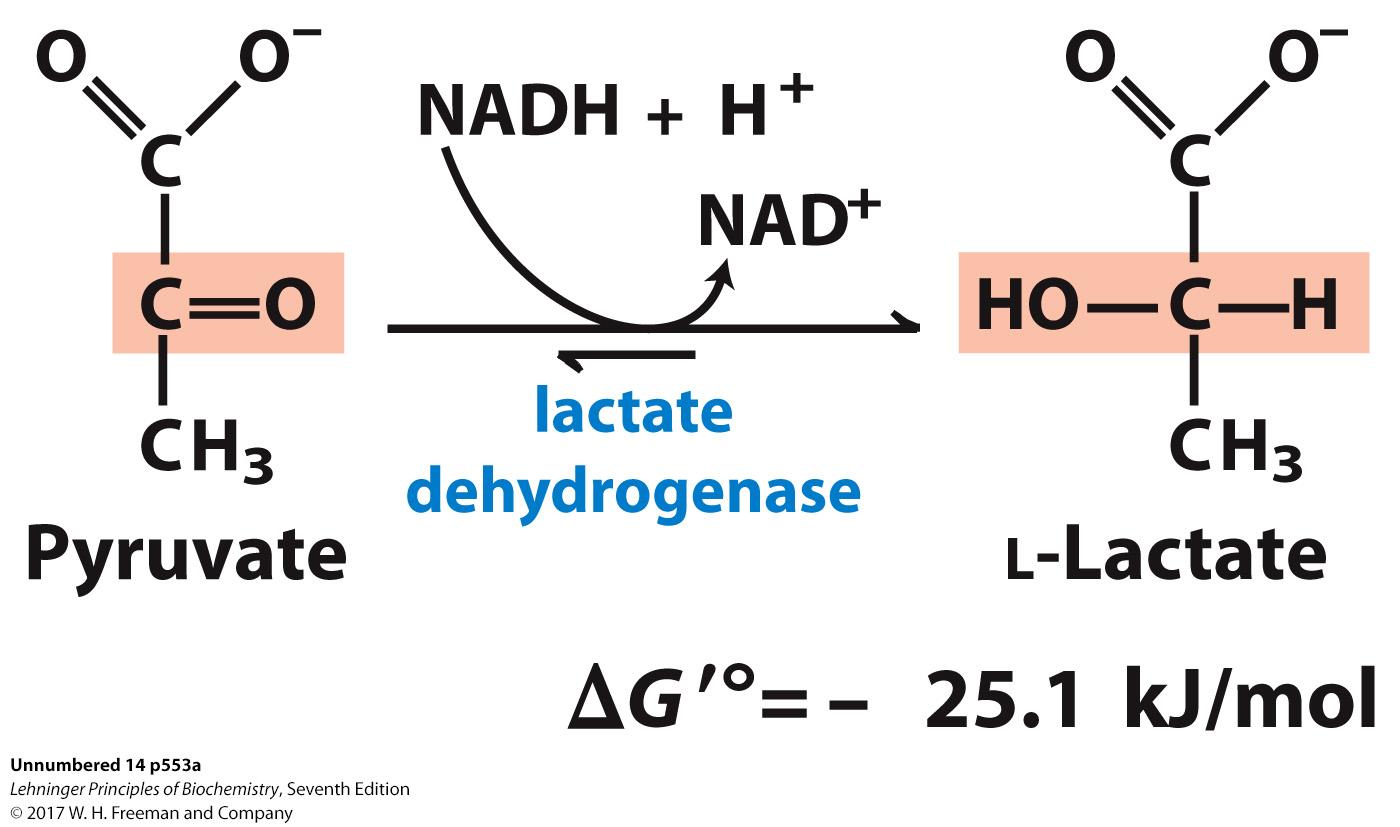 O O⁻
NADH + H⁺
C
NAD⁺
C=O
CH₃
Pyruvate
lactate
dehydrogenase
O O⁻
C
HO—C—H
CH₃
L-Lactate
ΔG′°= – 25.1 kJ/mol
Unnumbered 14 p553a
Lehninger Principles of Biochemistry, Seventh Edition
© 2017 W. H. Freeman and Company